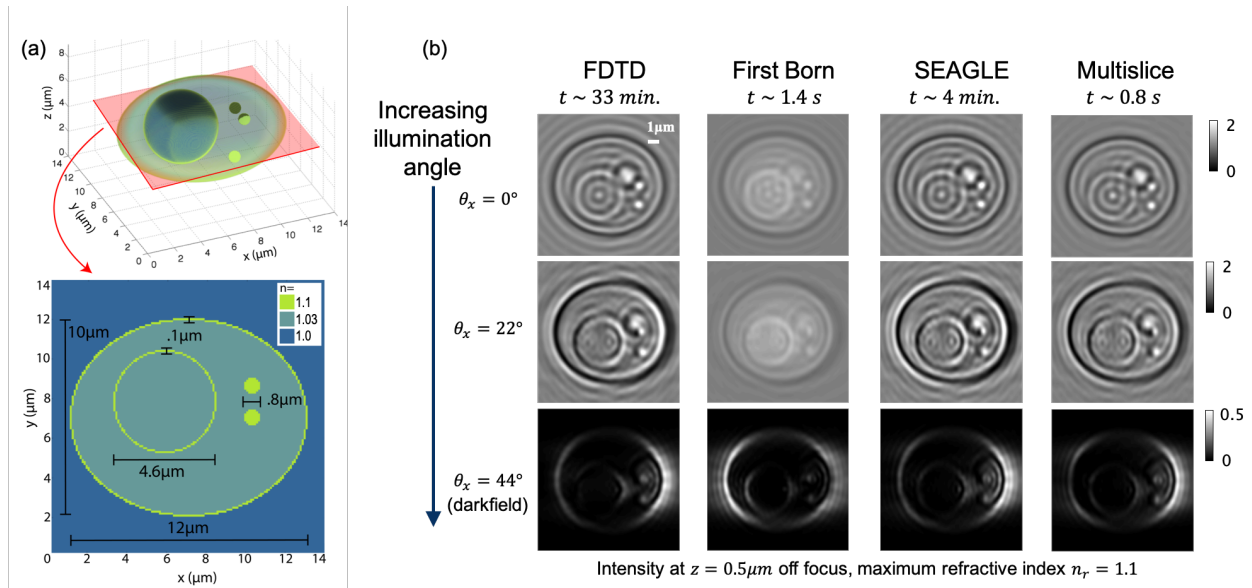 (a)
z (μm)
8
6
4
2
0
14
12
10
8
6
4
2
0
y (μm)
0
2
4
6
8
10
12
14
x (μm)
14
12
10
8
6
4
2
y (μm)
n=
1.1
1.03
1.0
10μm
.1μm
.8μm
4.6μm
12μm
0 2 4 6 8 10 12 14
x (μm)
(b)
Increasing
illumination
angle
FDTD First Born SEAGLE Multislice
t ~ 33 min. t ~ 1.4 s t ~ 4 min. t ~ 0.8 s
1μm
θx = 0°
2
0
θx = 22°
2
0
θx = 44°
(darkfield)
0.5
0
Intensity at z = 0.5μm off focus, maximum refractive index nr = 1.1